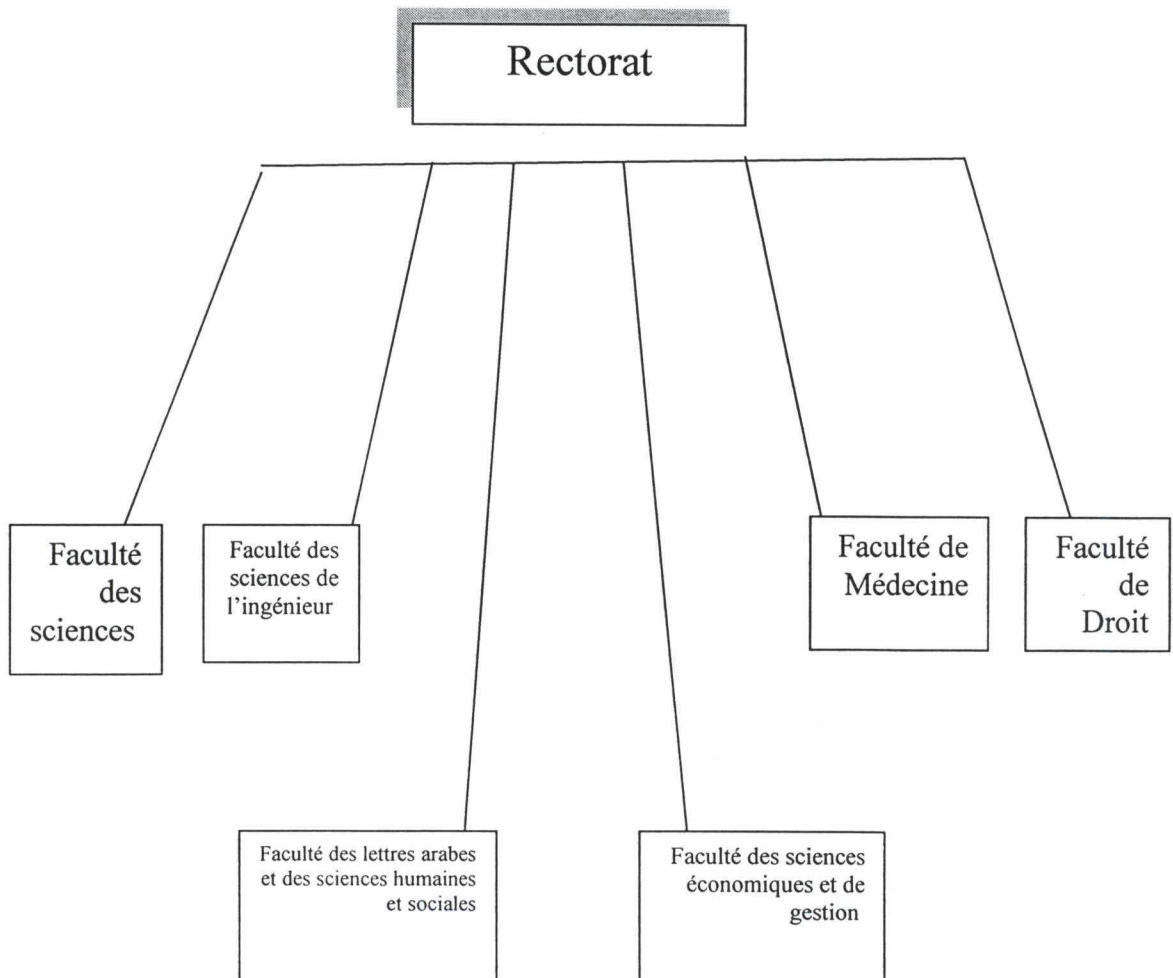 Rectorat
Faculté
des
sciences
Faculté des
sciences de
l'ingénieur
Faculté de
Médecine
Faculté
de
Droit
Faculté des lettres arabes
et des sciences humaines
et sociales
Faculté des sciences
économiques et de
gestion